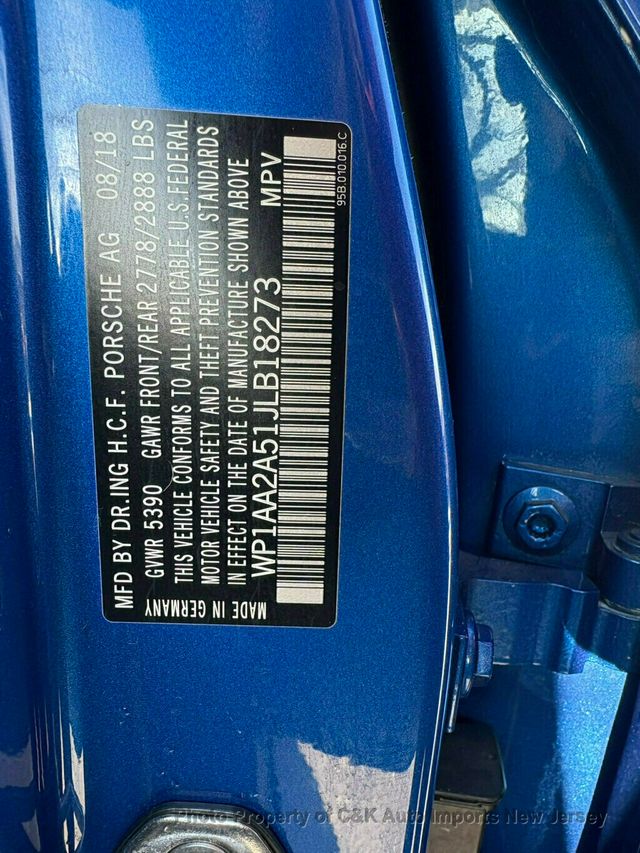 MFD BY DR.ING H.C.F. PORSCHE AG 08/18
GVWR 5390 GAWR FRONT/REAR 2778/2888 LBS
THIS VEHICLE CONFORMS TO ALL APPLICABLE U.S. FEDERAL
MOTOR VEHICLE SAFETY AND THEFT PREVENTION STANDARDS
IN EFFECT ON THE DATE OF MANUFACTURE SHOWN ABOVE
WP1AA2A51JLB18273 MPV
MADE IN GERMANY 95B.010.016.C
Photo Property of C&K Auto Imports New Jersey